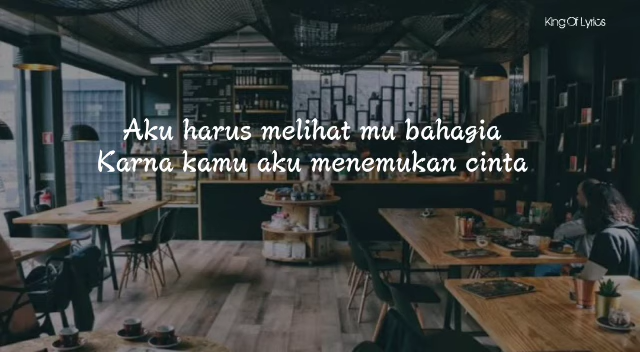 King Of Lyrics
Aku harus melihat mu bahagia
Karna kamu aku menemukan cinta